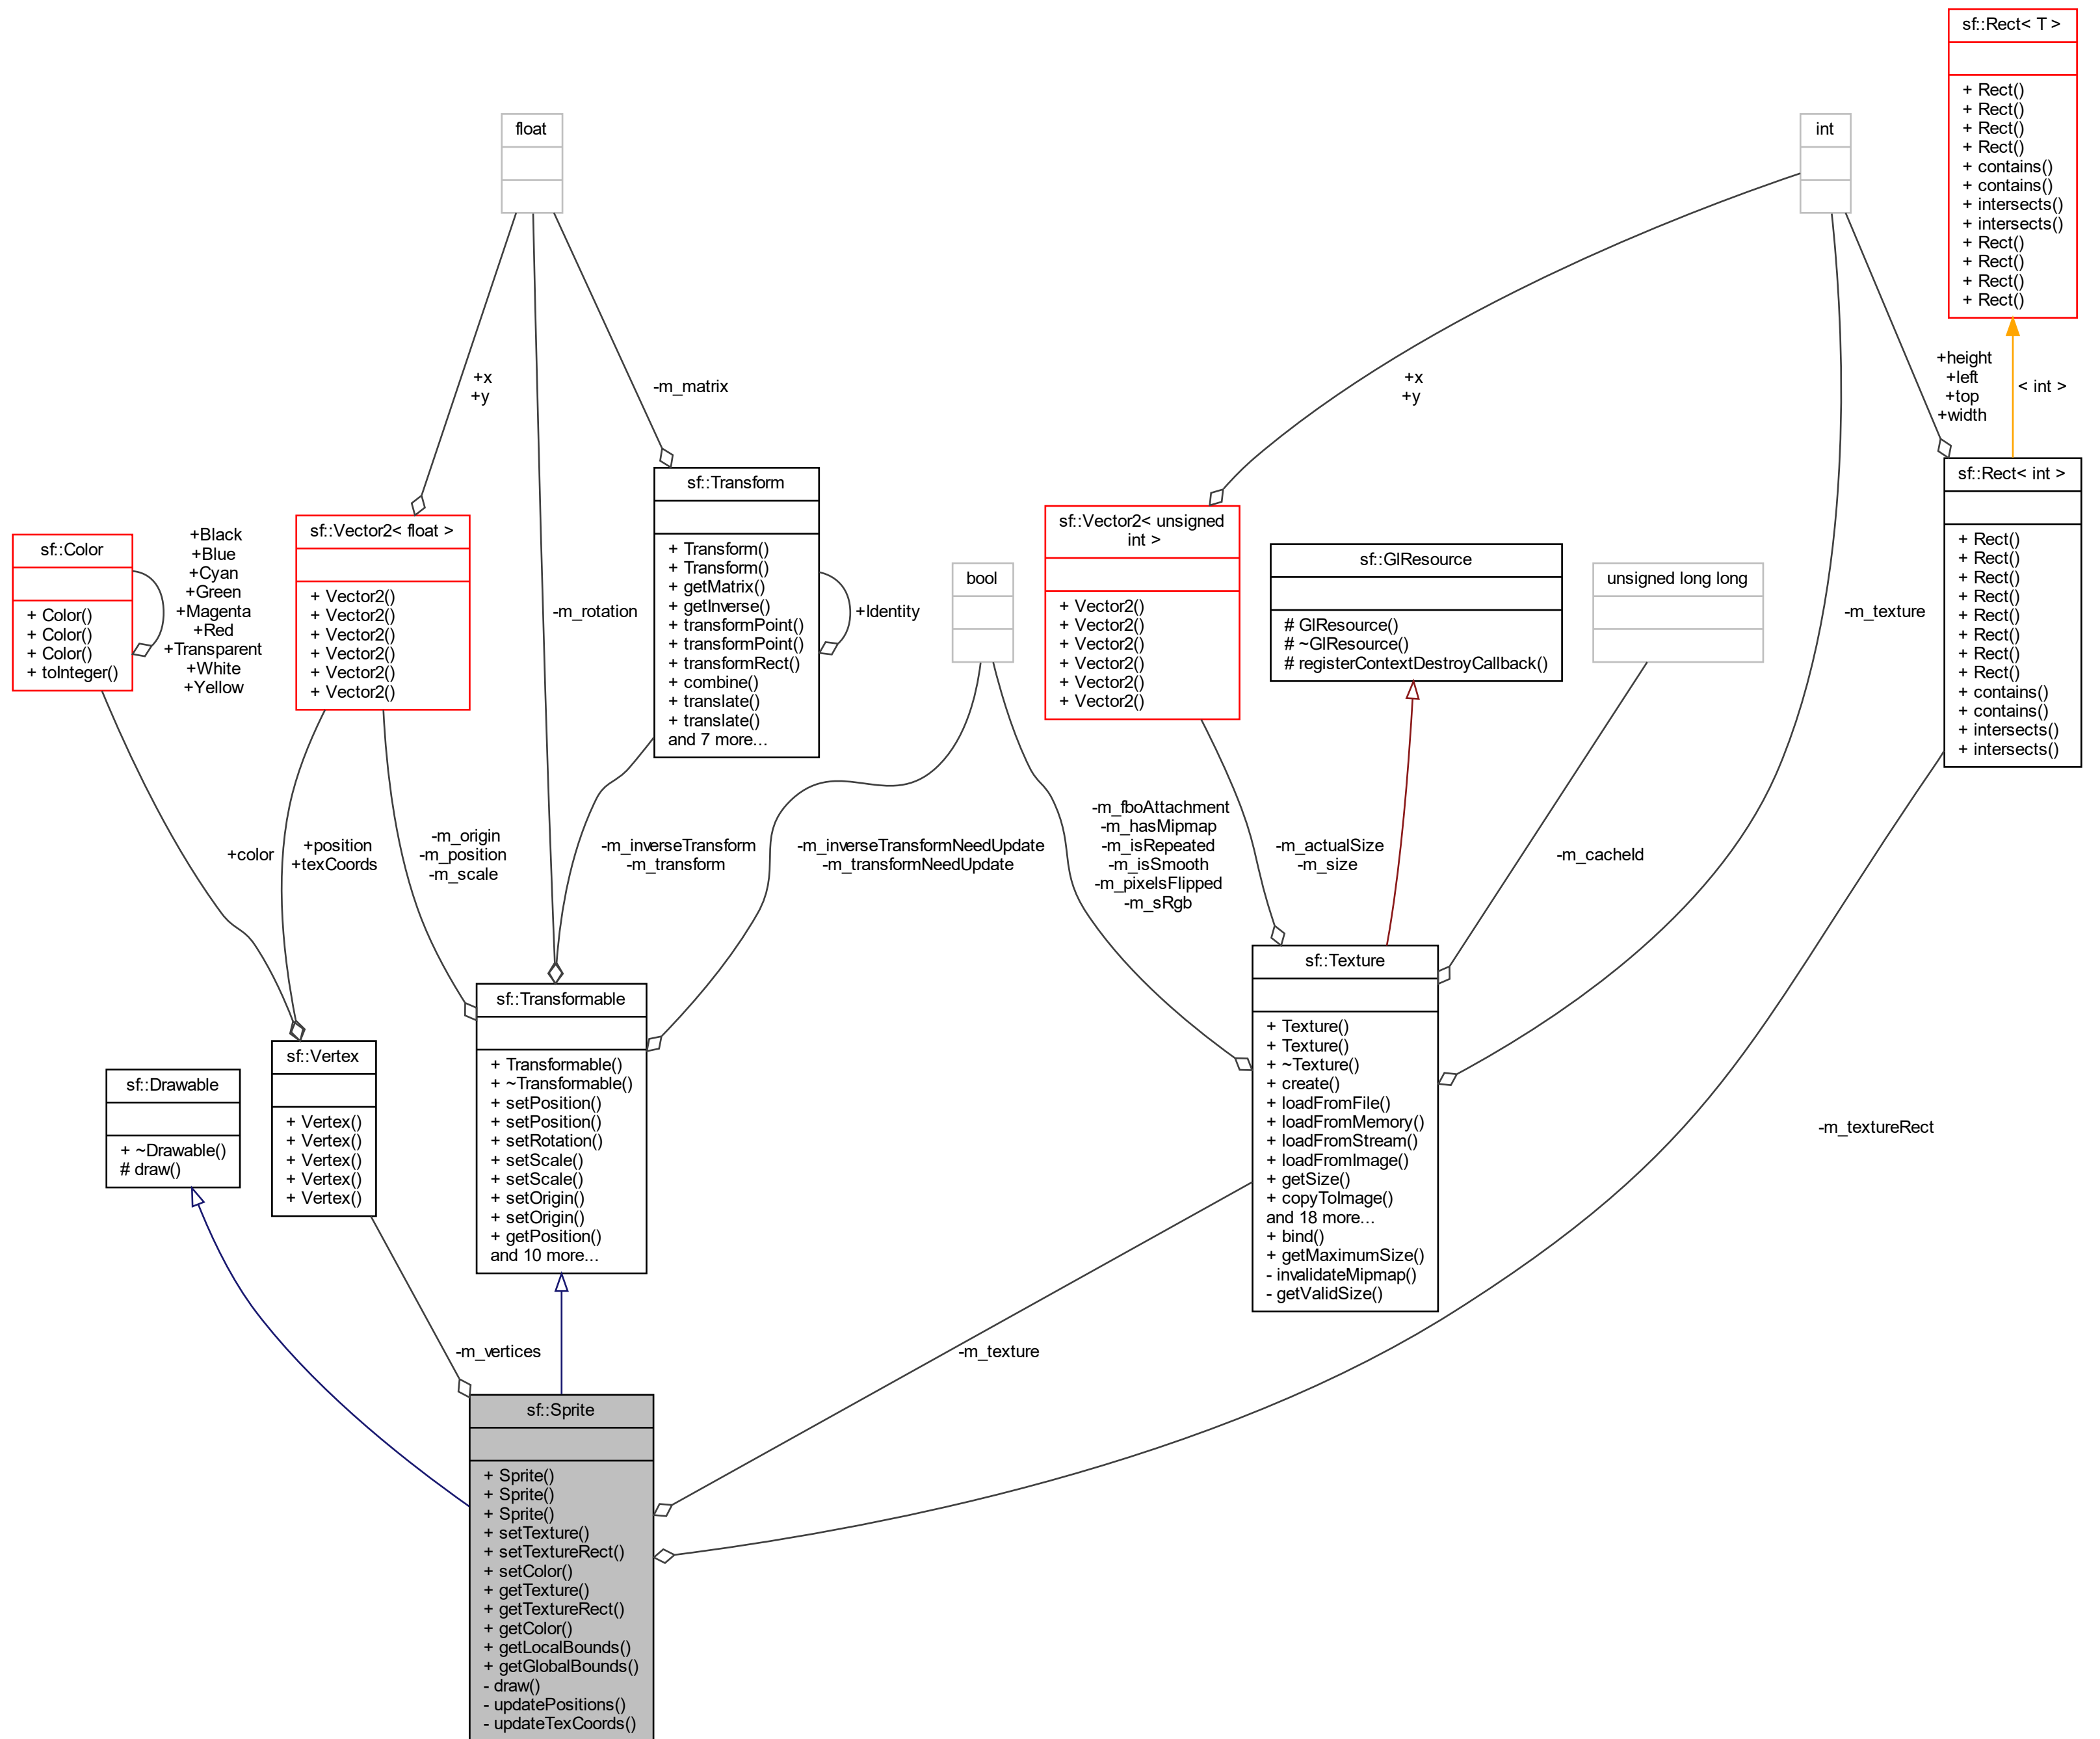 sf::Rect< T >
+ Rect()
+ Rect()
+ Rect()
+ Rect()
+ contains()
+ contains()
+ intersects()
+ intersects()
+ Rect()
+ Rect()
+ Rect()
+ Rect()
float
int
+x
+y
-m_matrix
+x
+y
+height
+left
+top
+width
< int >
sf::Color
+ Color()
+ Color()
+ Color()
+ toInteger()
+Black
+Blue
+Cyan
+Green
+Magenta
+Red
+Transparent
+White
+Yellow
sf::Vector2< float >
+ Vector2()
+ Vector2()
+ Vector2()
+ Vector2()
+ Vector2()
+ Vector2()
-m_rotation
sf::Transform
+ Transform()
+ Transform()
+ getMatrix()
+ getInverse()
+ transformPoint()
+ transformPoint()
+ transformRect()
+ combine()
+ translate()
+ translate()
and 7 more...
+Identity
bool
sf::Vector2< unsigned
int >
+ Vector2()
+ Vector2()
+ Vector2()
+ Vector2()
+ Vector2()
+ Vector2()
sf::GlResource
# GlResource()
# ~GlResource()
# registerContextDestroyCallback()
unsigned long long
-m_texture
sf::Rect< int >
+ Rect()
+ Rect()
+ Rect()
+ Rect()
+ Rect()
+ Rect()
+ Rect()
+ Rect()
+ contains()
+ contains()
+ intersects()
+ intersects()
+color
+position
+texCoords
-m_origin
-m_position
-m_scale
-m_inverseTransform
-m_transform
-m_inverseTransformNeedUpdate
-m_transformNeedUpdate
-m_fboAttachment
-m_hasMipmap
-m_isRepeated
-m_isSmooth
-m_pixelsFlipped
-m_sRgb
-m_actualSize
-m_size
-m_cacheId
sf::Drawable
+ ~Drawable()
# draw()
sf::Vertex
+ Vertex()
+ Vertex()
+ Vertex()
+ Vertex()
+ Vertex()
sf::Transformable
+ Transformable()
+ ~Transformable()
+ setPosition()
+ setPosition()
+ setRotation()
+ setScale()
+ setScale()
+ setOrigin()
+ setOrigin()
+ getPosition()
and 10 more...
sf::Texture
+ Texture()
+ Texture()
+ ~Texture()
+ create()
+ loadFromFile()
+ loadFromMemory()
+ loadFromStream()
+ loadFromImage()
+ getSize()
+ copyToImage()
and 18 more...
+ bind()
+ getMaximumSize()
- invalidateMipmap()
- getValidSize()
-m_textureRect
-m_vertices
-m_texture
sf::Sprite
+ Sprite()
+ Sprite()
+ Sprite()
+ setTexture()
+ setTextureRect()
+ setColor()
+ getTexture()
+ getTextureRect()
+ getColor()
+ getLocalBounds()
+ getGlobalBounds()
- draw()
- updatePositions()
- updateTexCoords()